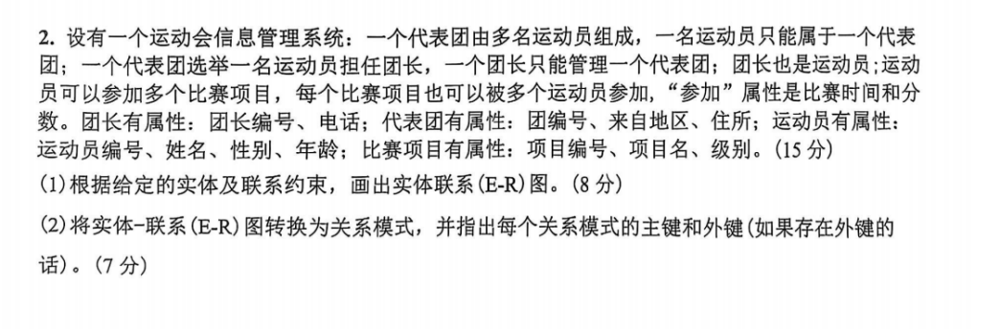 2. 设有一个运动会信息管理系统：一个代表团由多名运动员组成，一名运动员只能属于一个代表
团；一个代表团选举一名运动员担任团长，一个团长只能管理一个代表团；团长也是运动员;运动
员可以参加多个比赛项目，每个比赛项目也可以被多个运动员参加,“参加”属性是比赛时间和分
数。团长有属性：团长编号、电话；代表团有属性：团编号、来自地区、住所；运动员有属性：
运动员编号、姓名、性别、年龄；比赛项目有属性：项目编号、项目名、级别。(15 分)
(1)根据给定的实体及联系约束，画出实体联系(E-R)图。(8 分)
(2)将实体-联系(E-R)图转换为关系模式，并指出每个关系模式的主键和外键(如果存在外键的
话)。(7 分)